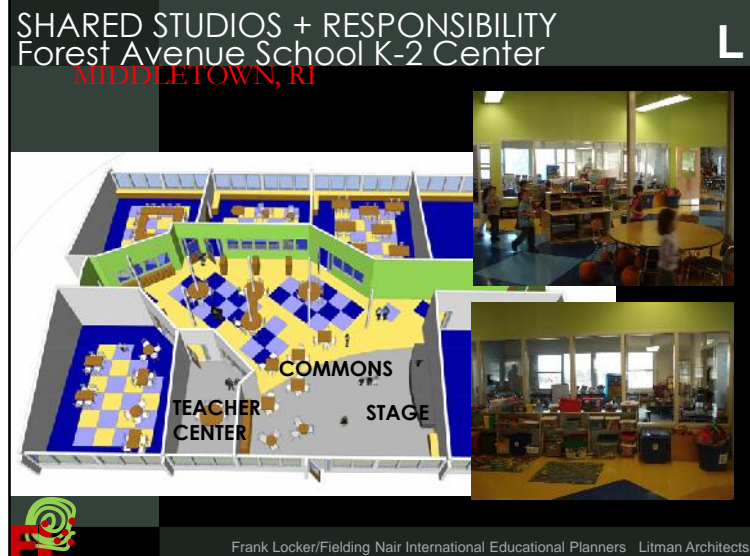 SHARED STUDIOS + RESPONSIBILITY
Forest Avenue School K-2 Center
L
MIDDLETOWN, RI
COMMONS
TEACHER
CENTER
STAGE
Frank Locker/Fielding Nair International Educational Planners Litman Architects